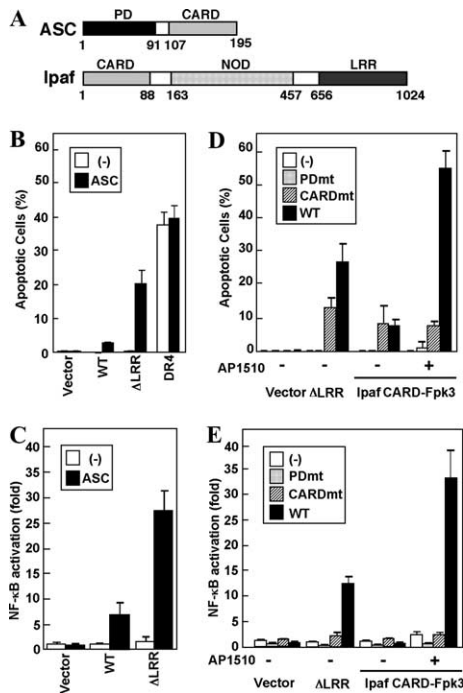 A
PD CARD
ASC
1 91 107 195
CARD NOD LRR
Ipaf
1 88 163 457 656 1024
B
Apoptotic Cells (%)
60
50
40
30
20
10
0
(-)
ASC
Vector
WT
ΔLRR
DR4
D
Apoptotic Cells (%)
60
50
40
30
20
10
0
(-)
PDmt
CARDmt
WT
AP1510 - - - +
Vector ΔLRR Ipaf CARD-Fpk3
C
NF-κB activation (fold)
40
35
30
25
20
15
10
5
0
(-)
ASC
Vector
WT
ΔLRR
E
NF-κB activation (fold)
40
35
30
25
20
15
10
5
0
(-)
PDmt
CARDmt
WT
AP1510 - - - +
Vector ΔLRR Ipaf CARD-Fpk3